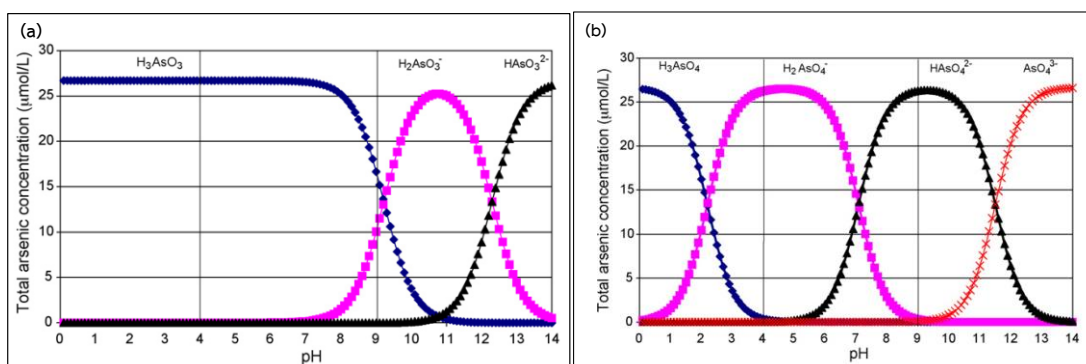 (a)
H₃AsO₃
H₂AsO₃⁻
HAsO₃²⁻
Total arsenic concentration (µmol/L)
30
25
20
15
10
5
0
0 1 2 3 4 5 6 7 8 9 10 11 12 13 14
pH
(b)
H₃AsO₄
H₂AsO₄⁻
HAsO₄²⁻
AsO₄³⁻
Total arsenic concentration (µmol/L)
30
25
20
15
10
5
0
0 1 2 3 4 5 6 7 8 9 10 11 12 13 14
pH